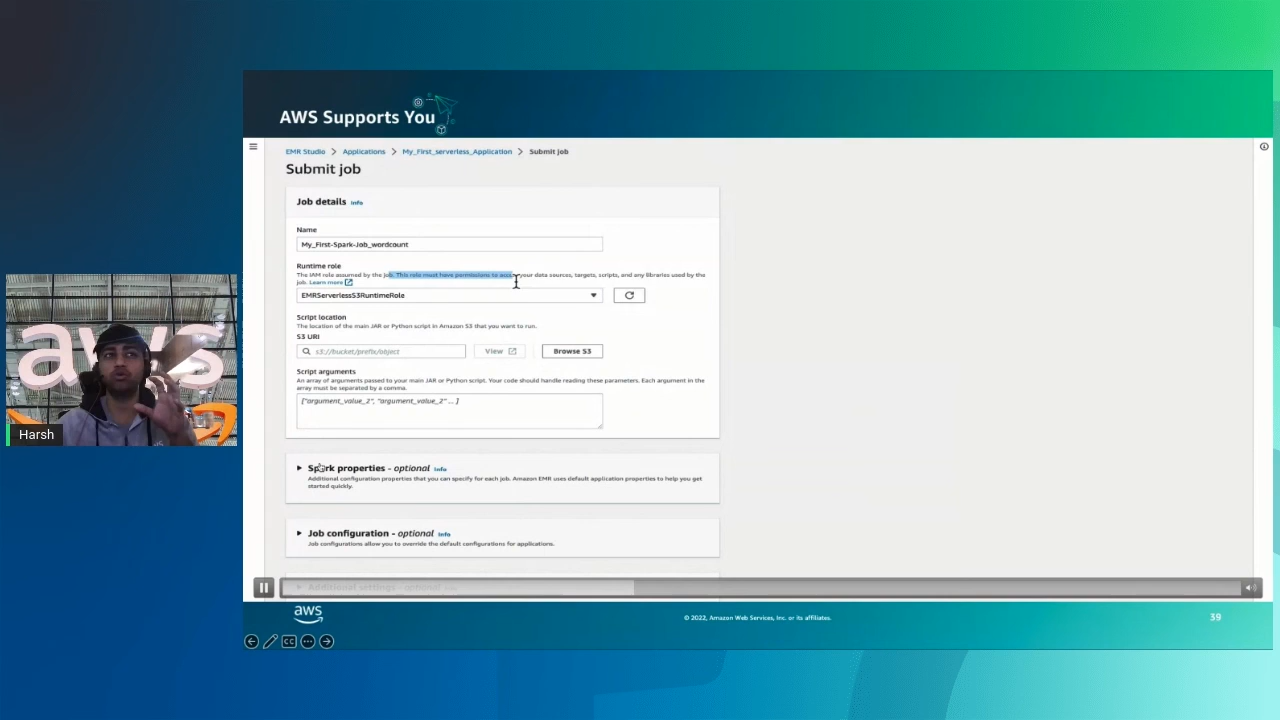 AWS Supports You
EMR Studio > Applications > My_First_serverless_Application > Submit job
Submit job
Job details Info
Name
My_First-Spark-Job_wordcount
Runtime role
The IAM role assumed by the job. This role must have permissions to access your data sources, targets, scripts, and any libraries used by the
job. Learn more
EMRServerlessS3RuntimeRole
Script location
The location of the main JAR or Python script in Amazon S3 that you want to run.
S3 URI
s3://bucket/prefix/object
View
Browse S3
Script arguments
An array of arguments passed to your main JAR or Python script. Your code should handle reading these parameters. Each argument in the
array must be separated by a comma.
["argument_value_2", "argument_value_2" ... ]
Spark properties - optional Info
Additional configuration properties that you can specify for each job. Amazon EMR uses default application properties to help you get
started quickly.
Job configuration - optional Info
Job configurations allow you to override the default configurations for applications.
Additional settings - optional Info
aws
Harsh
aws
© 2022, Amazon Web Services, Inc. or its affiliates.
39
CC